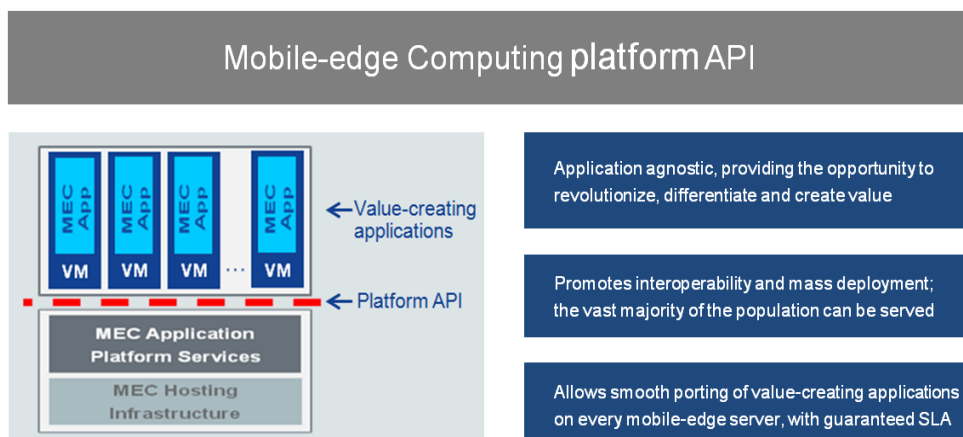 Mobile-edge Computing platform API
MEC App
MEC App
MEC App
MEC App
VM
VM
VM
...
VM
Value-creating
applications
Platform API
MEC Application
Platform Services
MEC Hosting
Infrastructure
Application agnostic, providing the opportunity to
revolutionize, differentiate and create value
Promotes interoperability and mass deployment;
the vast majority of the population can be served
Allows smooth porting of value-creating applications
on every mobile-edge server, with guaranteed SLA